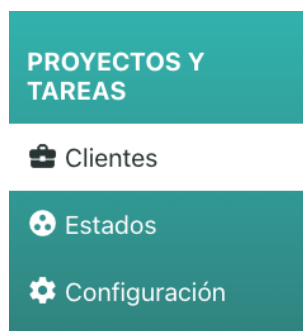 PROYECTOS Y
TAREAS
Clientes
Estados
Configuración